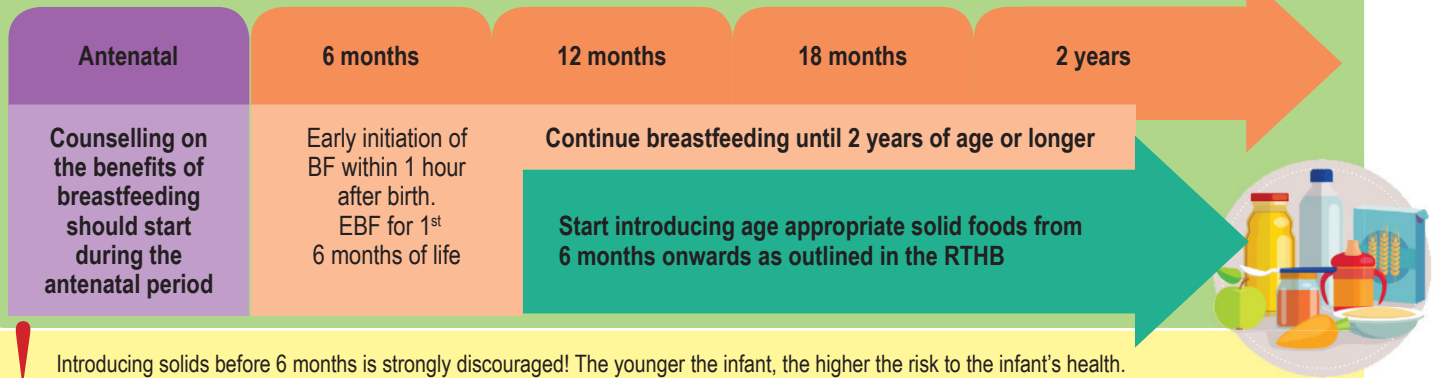 Antenatal
6 months
12 months
18 months
2 years
Counselling on
the benefits of
breastfeeding
should start
during the
antenatal period
Early initiation of
BF within 1 hour
after birth.
EBF for 1st
6 months of life
Continue breastfeeding until 2 years of age or longer
Start introducing age appropriate solid foods from
6 months onwards as outlined in the RTHB
! Introducing solids before 6 months is strongly discouraged! The younger the infant, the higher the risk to the infant’s health.